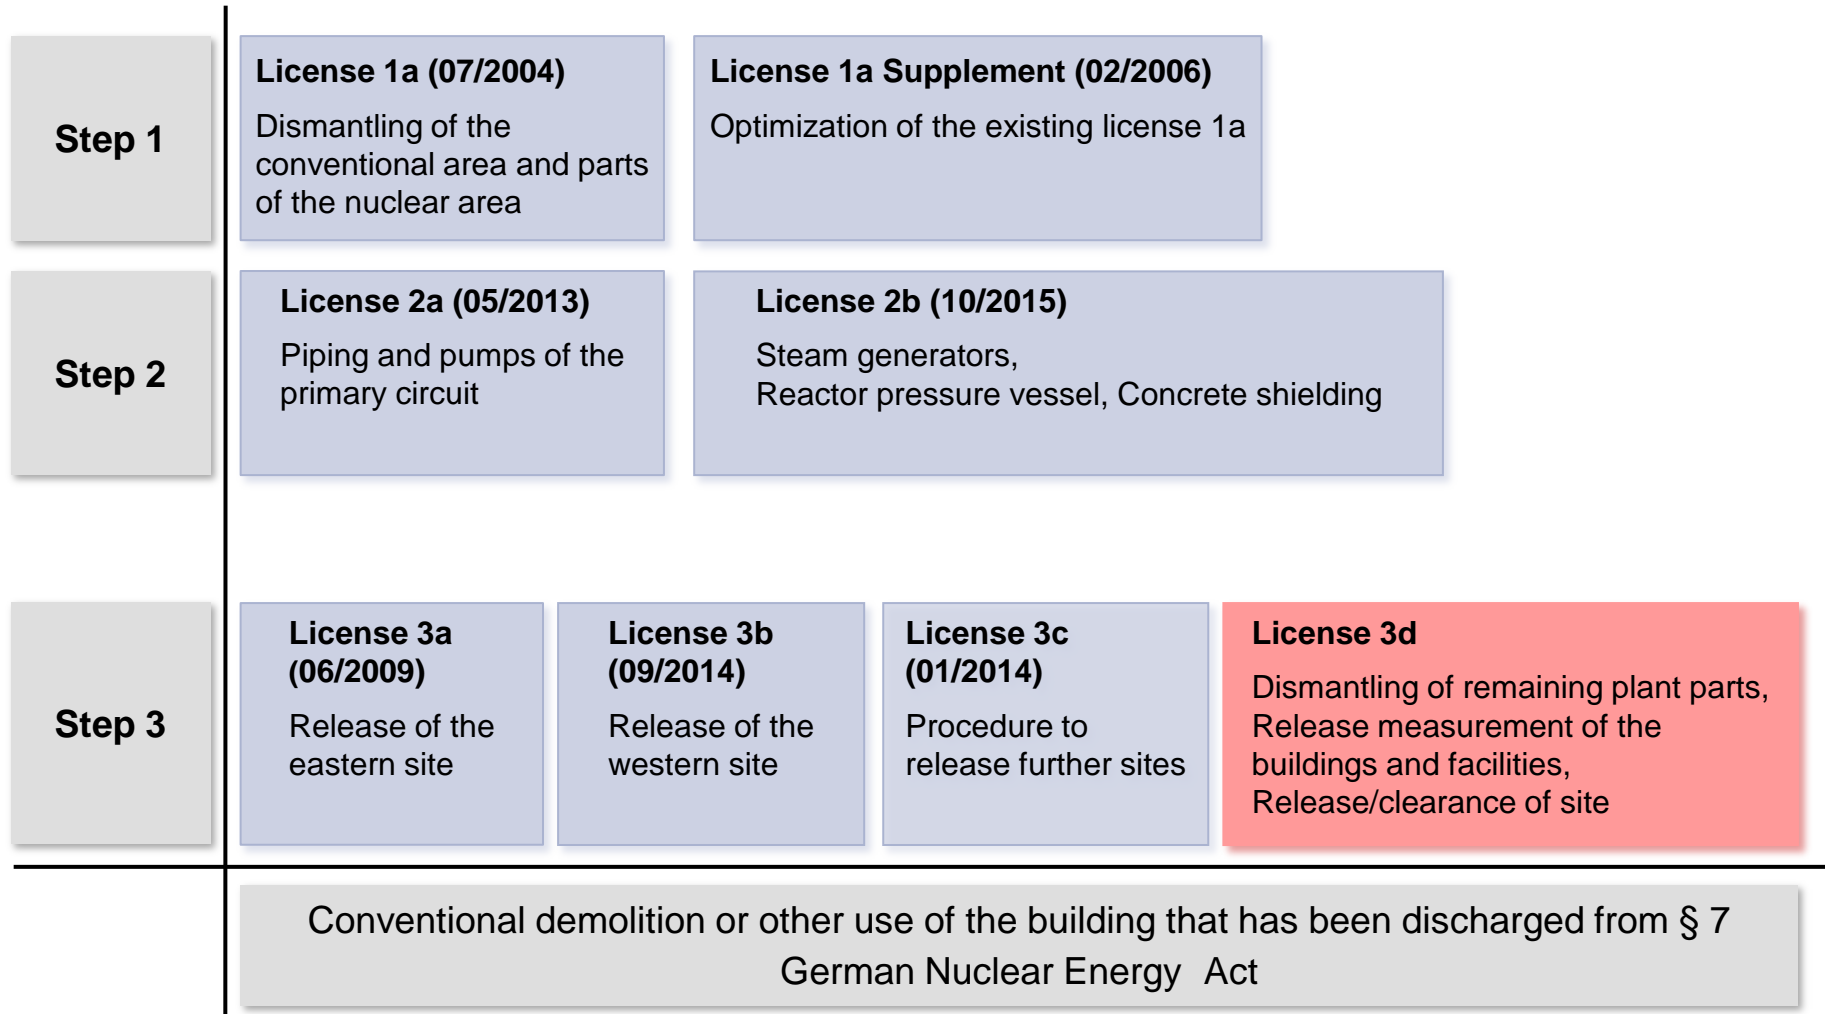 Step 1
License 1a (07/2004)
Dismantling of the
conventional area and parts
of the nuclear area
License 1a Supplement (02/2006)
Optimization of the existing license 1a
Step 2
License 2a (05/2013)
Piping and pumps of the
primary circuit
License 2b (10/2015)
Steam generators,
Reactor pressure vessel, Concrete shielding
Step 3
License 3a
(06/2009)
Release of the
eastern site
License 3b
(09/2014)
Release of the
western site
License 3c
(01/2014)
Procedure to
release further sites
License 3d
Dismantling of remaining plant parts,
Release measurement of the
buildings and facilities,
Release/clearance of site
Conventional demolition or other use of the building that has been discharged from § 7
German Nuclear Energy Act